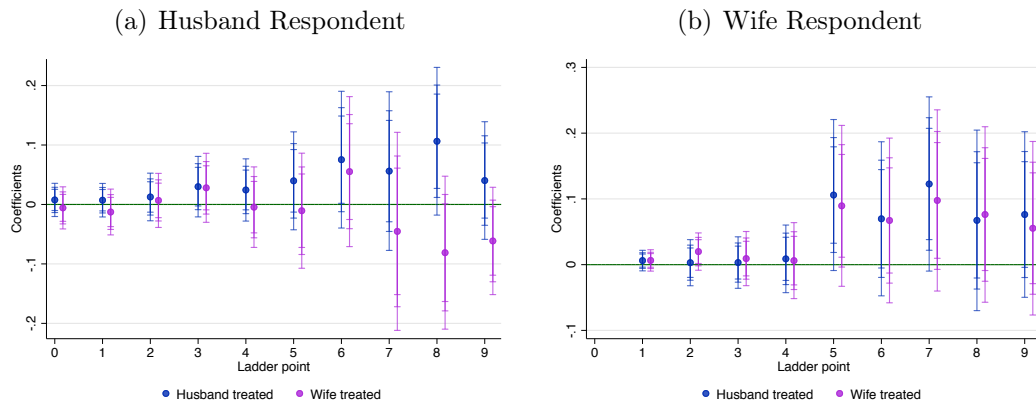 (a) Husband Respondent
Coefficients
.2
.1
0
-.1
-.2
0 1 2 3 4 5 6 7 8 9
Ladder point
Husband treated Wife treated
(b) Wife Respondent
Coefficients
.3
.2
.1
0
-.1
0 1 2 3 4 5 6 7 8 9
Ladder point
Husband treated Wife treated